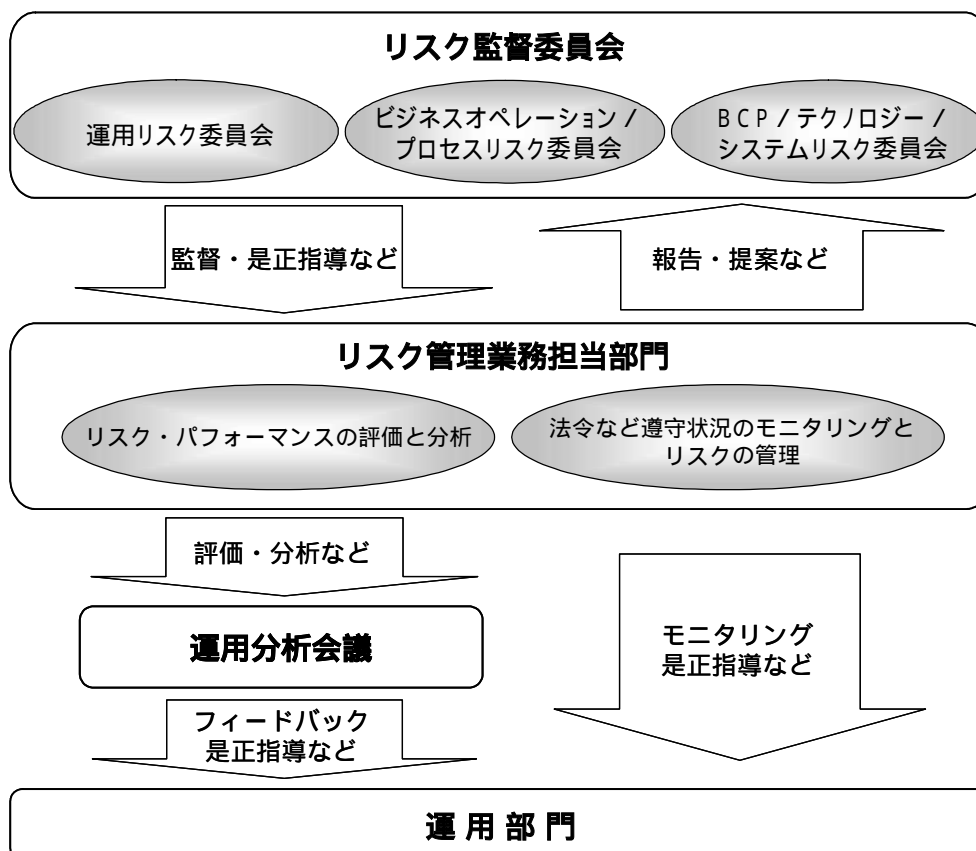 リスク監督委員会
運用リスク委員会
ビジネスオペレーション /
プロセスリスク委員会
BCP / テクノロジー /
システムリスク委員会
監督・是正指導など
報告・提案など
リスク管理業務担当部門
リスク・パフォーマンスの評価と分析
法令など遵守状況のモニタリングと
リスクの管理
評価・分析など
運用分析会議
モニタリング
是正指導など
フィードバック
是正指導など
運 用 部 門